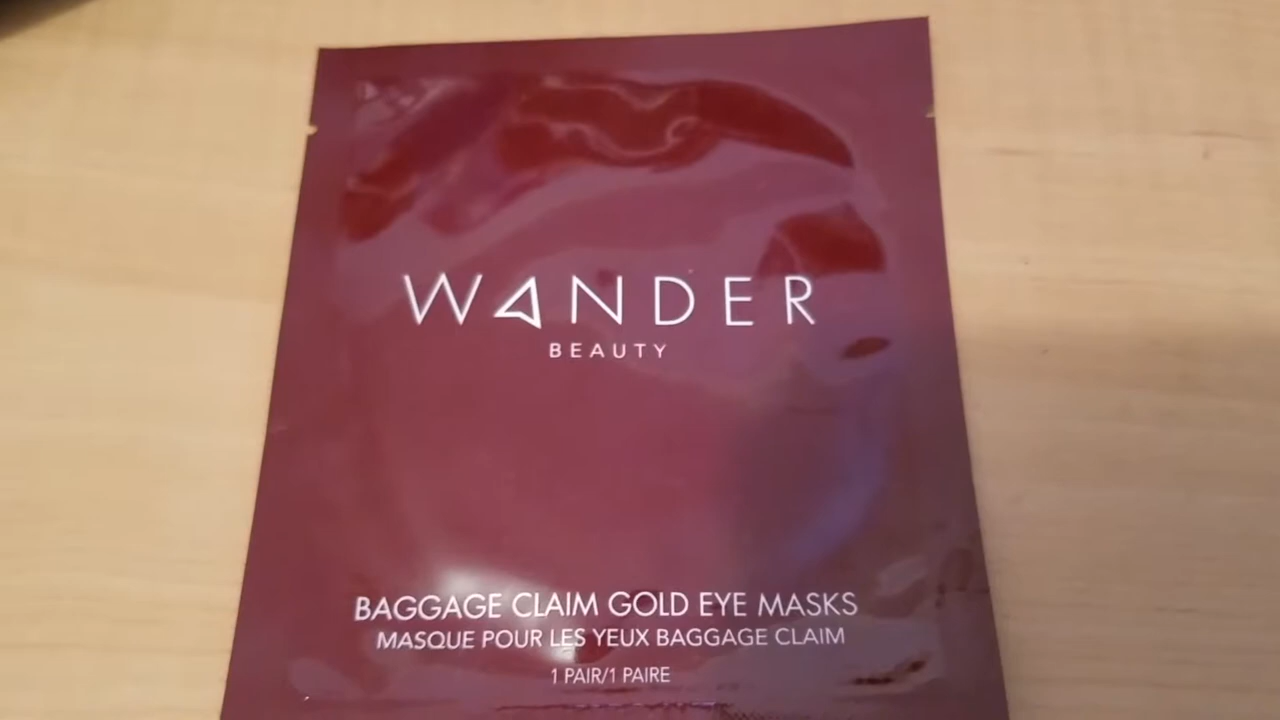 WANDER
BEAUTY
BAGGAGE CLAIM GOLD EYE MASKS
MASQUE POUR LES YEUX BAGGAGE CLAIM
1 PAIR/1 PAIRE